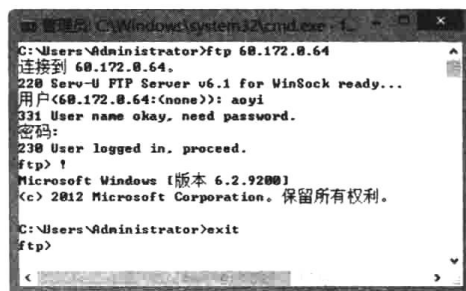 管理员: C:\Windows\system32\cmd.exe - f...
C:\Users\Administrator>ftp 60.172.0.64
连接到 60.172.0.64。
220 Serv-U FTP Server v6.1 for WinSock ready...
用户(60.172.0.64:(none)): aoyi
331 User name okay, need password.
密码:
230 User logged in, proceed.
ftp> !
Microsoft Windows [版本 6.2.9200]
(c) 2012 Microsoft Corporation。保留所有权利。
C:\Users\Administrator>exit
ftp>